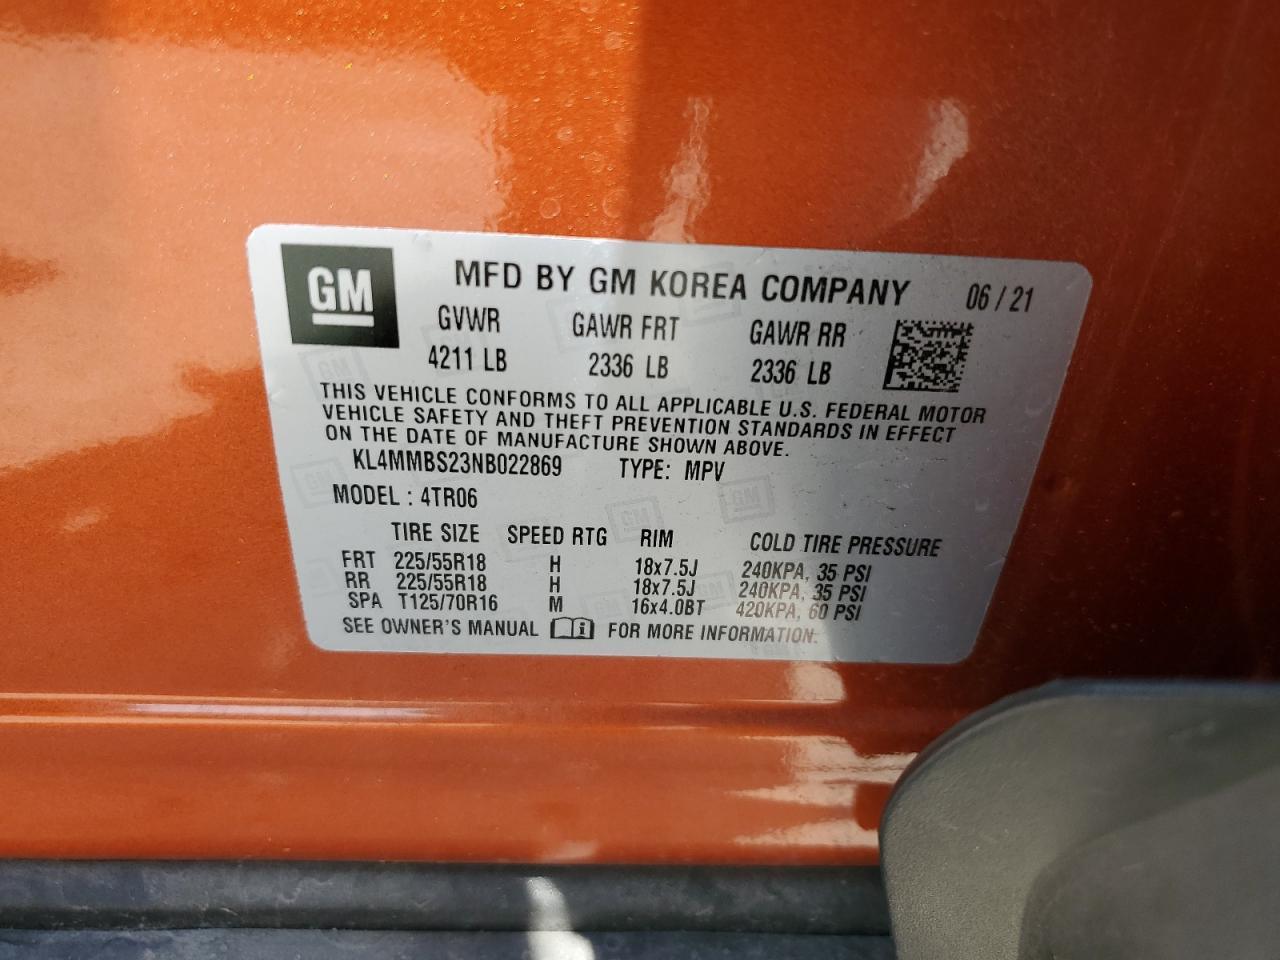 GM
MFD BY GM KOREA COMPANY 06 / 21
GVWR GAWR FRT GAWR RR
4211 LB 2336 LB 2336 LB
THIS VEHICLE CONFORMS TO ALL APPLICABLE U.S. FEDERAL MOTOR
VEHICLE SAFETY AND THEFT PREVENTION STANDARDS IN EFFECT
ON THE DATE OF MANUFACTURE SHOWN ABOVE.
KL4MMBS23NB022869 TYPE: MPV
MODEL : 4TR06
TIRE SIZE SPEED RTG RIM COLD TIRE PRESSURE
FRT 225/55R18 H 18x7.5J 240KPA, 35 PSI
RR 225/55R18 H 18x7.5J 240KPA, 35 PSI
SPA T125/70R16 M 16x4.0BT 420KPA, 60 PSI
SEE OWNER'S MANUAL FOR MORE INFORMATION.